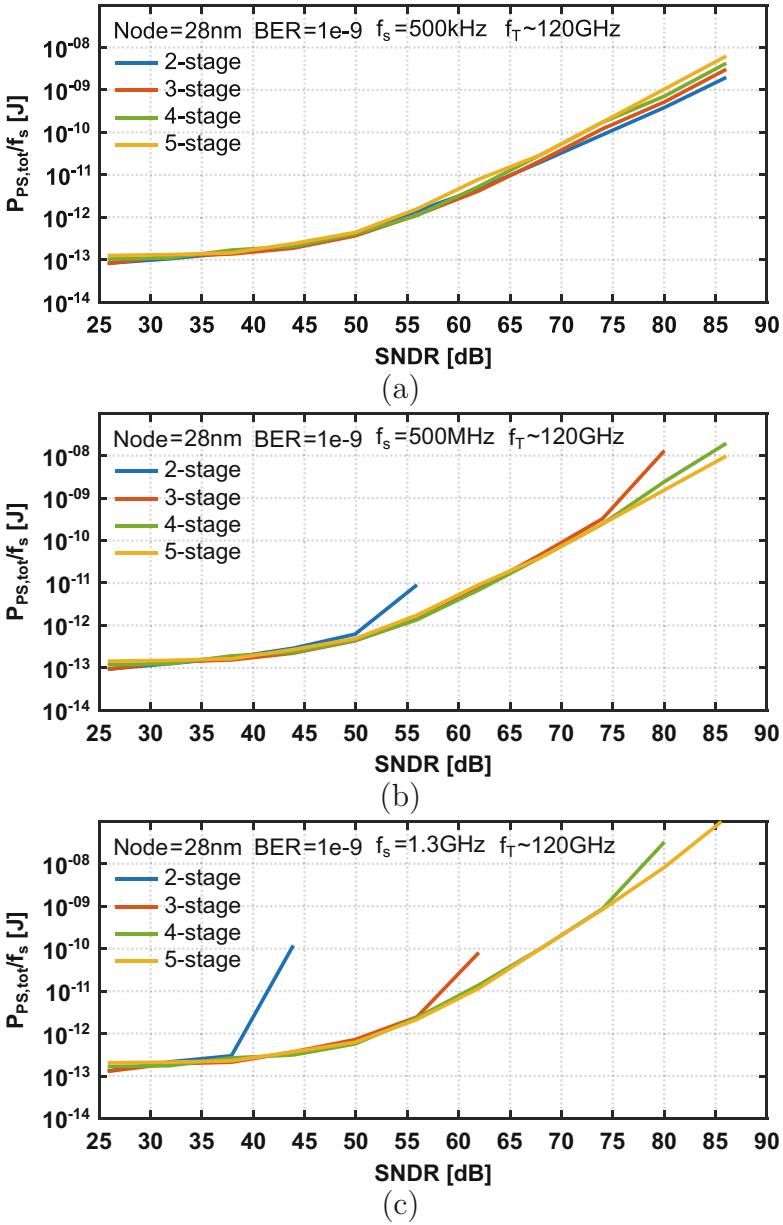 Node=28nm BER=1e-9 fs=500kHz fT~120GHz
2-stage
3-stage
4-stage
5-stage
PPS,tot/fs [J]
10-08
10-09
10-10
10-11
10-12
10-13
10-14
25 30 35 40 45 50 55 60 65 70 75 80 85 90
SNDR [dB]
(a)
Node=28nm BER=1e-9 fs=500MHz fT~120GHz
2-stage
3-stage
4-stage
5-stage
PPS,tot/fs [J]
10-08
10-09
10-10
10-11
10-12
10-13
10-14
25 30 35 40 45 50 55 60 65 70 75 80 85 90
SNDR [dB]
(b)
Node=28nm BER=1e-9 fs=1.3GHz fT~120GHz
2-stage
3-stage
4-stage
5-stage
PPS,tot/fs [J]
10-08
10-09
10-10
10-11
10-12
10-13
10-14
25 30 35 40 45 50 55 60 65 70 75 80 85 90
SNDR [dB]
(c)